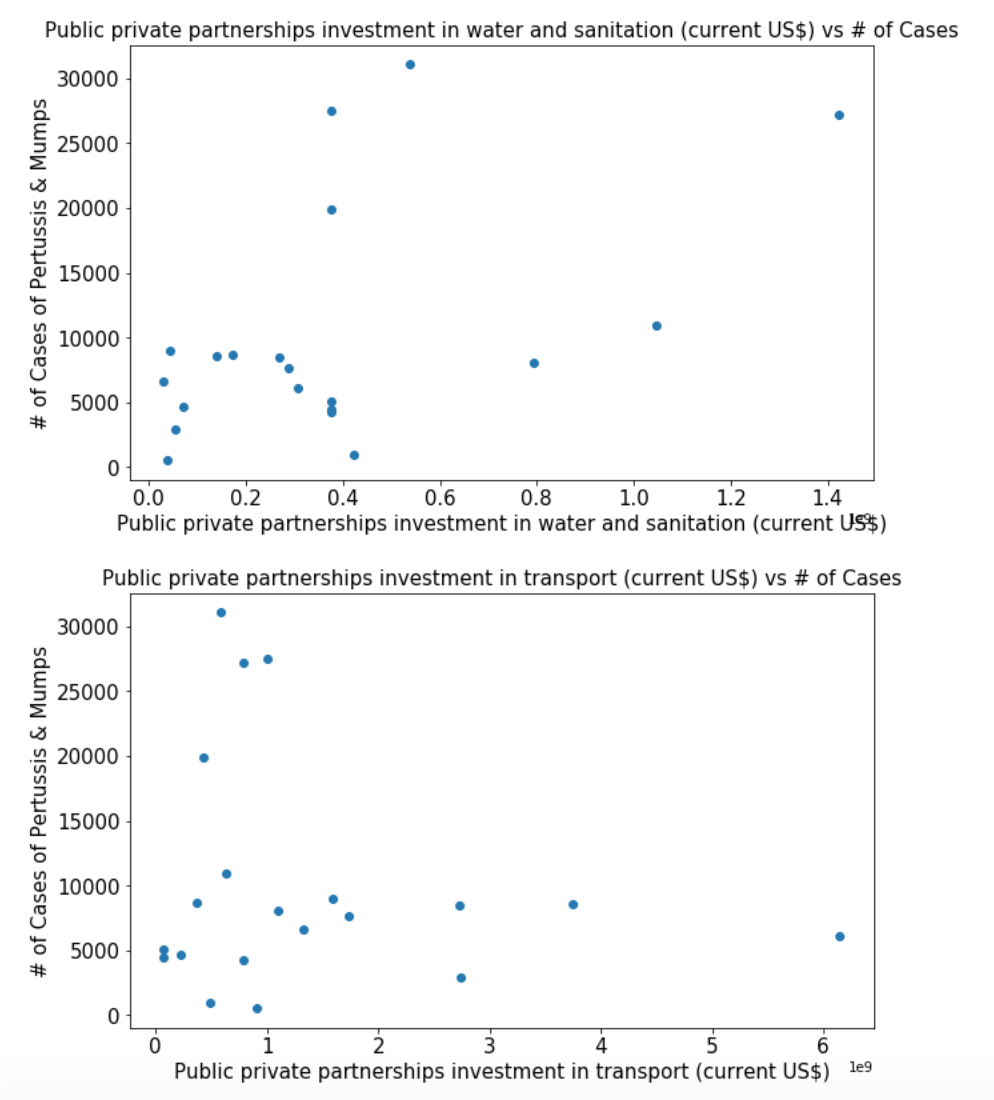 Public private partnerships investment in water and sanitation (current US$) vs # of Cases
# of Cases of Pertussis & Mumps
30000
25000
20000
15000
10000
5000
0
0.0 0.2 0.4 0.6 0.8 1.0 1.2 1.4
1e9
Public private partnerships investment in water and sanitation (current US$)
Public private partnerships investment in transport (current US$) vs # of Cases
# of Cases of Pertussis & Mumps
30000
25000
20000
15000
10000
5000
0
0 1 2 3 4 5 6
1e9
Public private partnerships investment in transport (current US$)